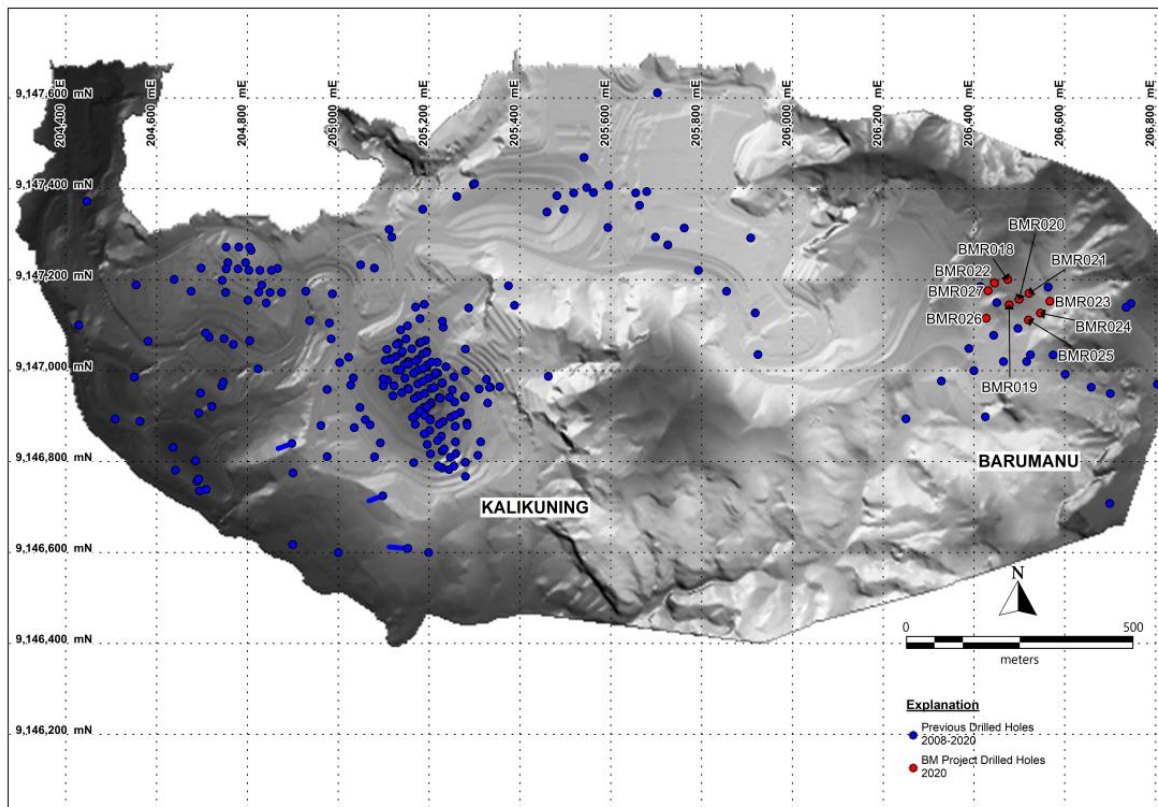 204,400 mE
204,600 mE
204,800 mE
205,000 mE
205,200 mE
205,400 mE
205,600 mE
205,800 mE
206,000 mE
206,200 mE
206,400 mE
206,600 mE
206,800 mE
9,147,600 mN
9,147,400 mN
9,147,200 mN
9,147,000 mN
9,146,800 mN
9,146,600 mN
9,146,400 mN
9,146,200 mN
BMR020
BMR018
BMR021
BMR022
BMR027
BMR023
BMR026
BMR024
BMR025
BMR019
BARUMANU
KALIKUNING
N
0
500
meters
Explanation
Previous Drilled Holes
2008-2020
BM Project Drilled Holes
2020